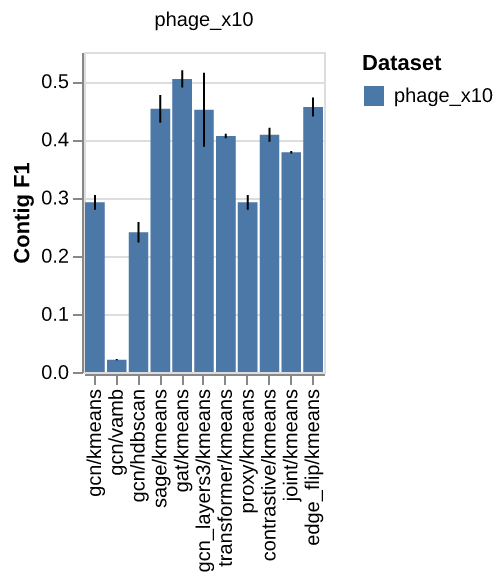 phage_x10
Dataset
phage_x10
Contig F1
0.5
0.4
0.3
0.2
0.1
0.0
gcn/kmeans
gcn/vamb
gcn/hdbscan
sage/kmeans
gat/kmeans
gcn_layers3/kmeans
transformer/kmeans
proxy/kmeans
contrastive/kmeans
joint/kmeans
edge_flip/kmeans